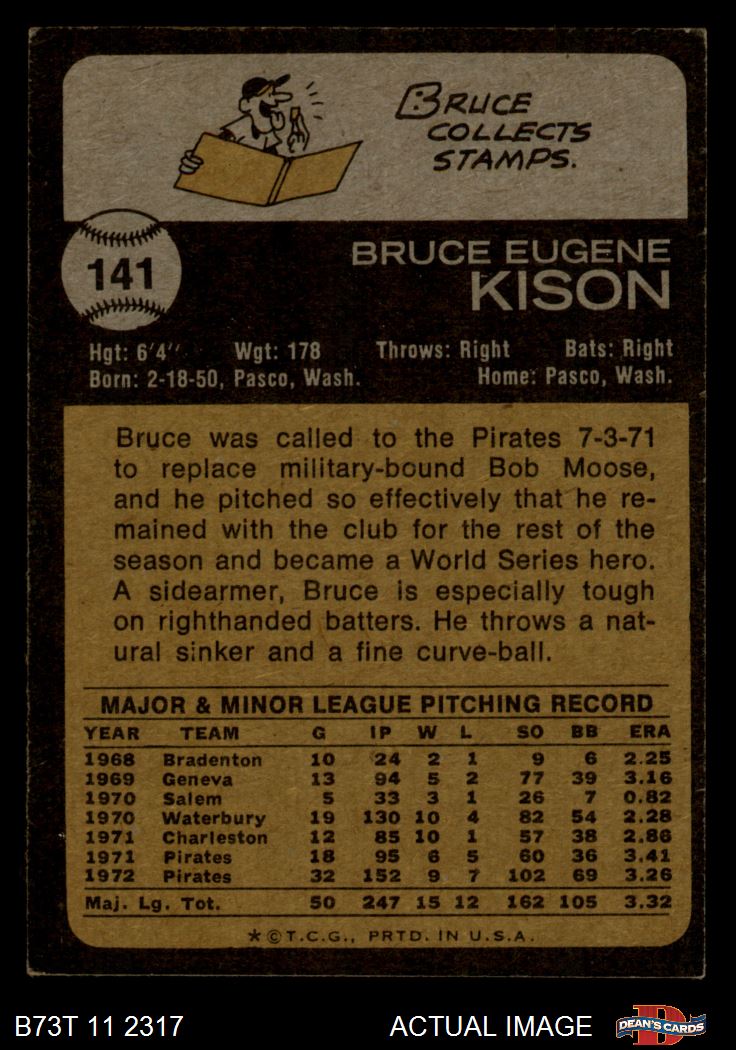 BRUCE
COLLECTS
STAMPS.
141
BRUCE EUGENE
KISON
Hgt: 6'4'' Wgt: 178 Throws: Right Bats: Right
Born: 2-18-50, Pasco, Wash. Home: Pasco, Wash.
Bruce was called to the Pirates 7-3-71
to replace military-bound Bob Moose,
and he pitched so effectively that he re-
mained with the club for the rest of the
season and became a World Series hero.
A sidearmer, Bruce is especially tough
on righthanded batters. He throws a nat-
ural sinker and a fine curve-ball.
MAJOR & MINOR LEAGUE PITCHING RECORD
YEAR TEAM G IP W L SO BB ERA
1968 Bradenton 10 24 2 1 9 6 2.25
1969 Geneva 13 94 5 2 77 39 3.16
1970 Salem 5 33 3 1 26 7 0.82
1970 Waterbury 19 130 10 4 82 54 2.28
1971 Charleston 12 85 10 1 57 38 2.86
1971 Pirates 18 95 6 5 60 36 3.41
1972 Pirates 32 152 9 7 102 69 3.26
Maj. Lg. Tot. 50 247 15 12 162 105 3.32
*©T.C.G., PRTD. IN U.S.A.
B73T 11 2317 ACTUAL IMAGE
D
DEAN'S CARDS